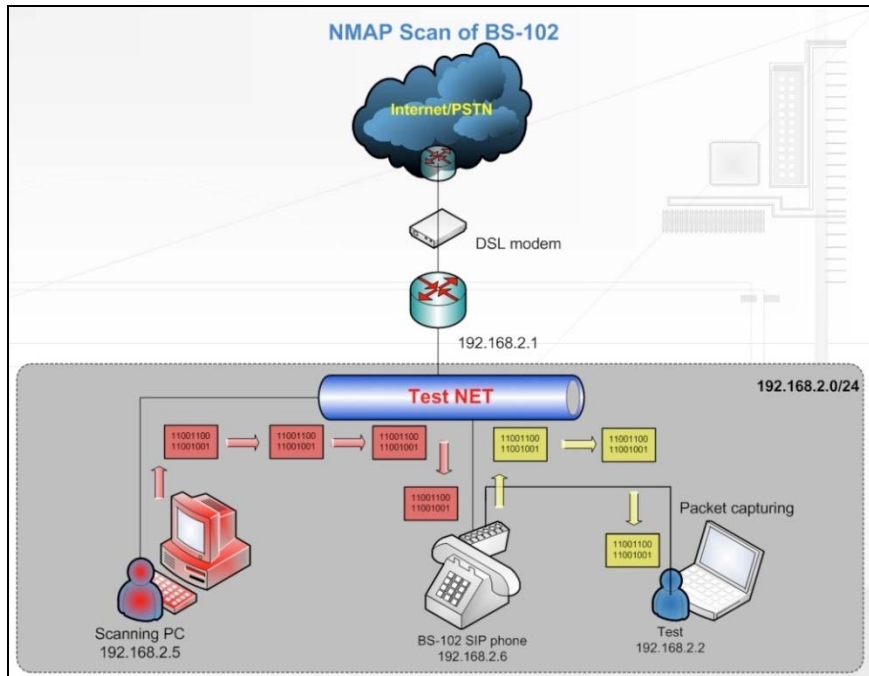 NMAP Scan of BS-102
Internet/PSTN
DSL modem
192.168.2.1
Test NET
192.168.2.0/24
11001100
11001001
11001100
11001001
11001100
11001001
11001100
11001001
11001100
11001001
11001100
11001001
11001100
11001001
Packet capturing
Scanning PC
192.168.2.5
BS-102 SIP phone
192.168.2.6
Test
192.168.2.2